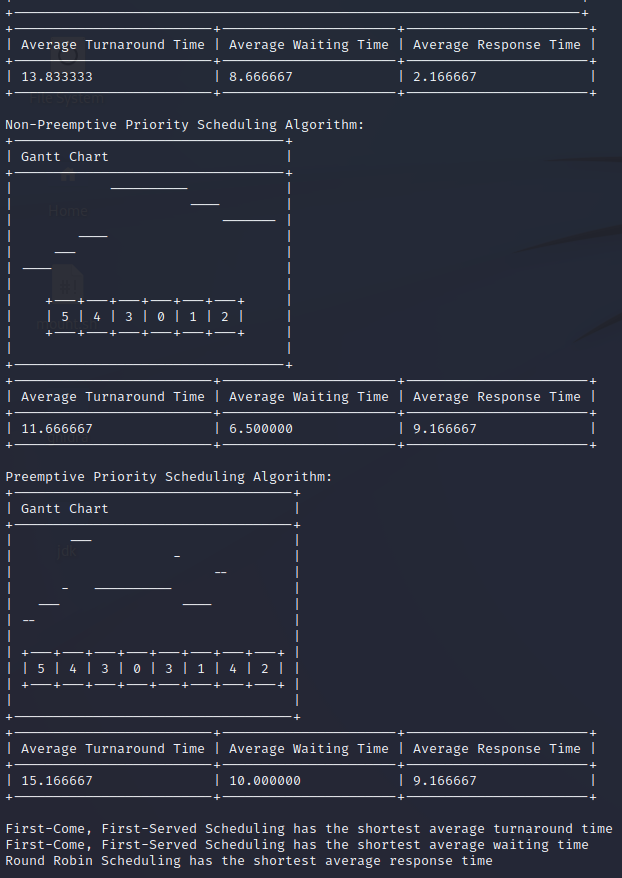 Average Turnaround Time | Average Waiting Time | Average Response Time
13.833333 | 8.666667 | 2.166667
Non-Preemptive Priority Scheduling Algorithm:
Gantt Chart
| 5 | 4 | 3 | 0 | 1 | 2 |
Average Turnaround Time | Average Waiting Time | Average Response Time
11.666667 | 6.500000 | 9.166667
Preemptive Priority Scheduling Algorithm:
Gantt Chart
| 5 | 4 | 3 | 0 | 3 | 1 | 4 | 2 |
Average Turnaround Time | Average Waiting Time | Average Response Time
15.166667 | 10.000000 | 9.166667
First-Come, First-Served Scheduling has the shortest average turnaround time
First-Come, First-Served Scheduling has the shortest average waiting time
Round Robin Scheduling has the shortest average response time